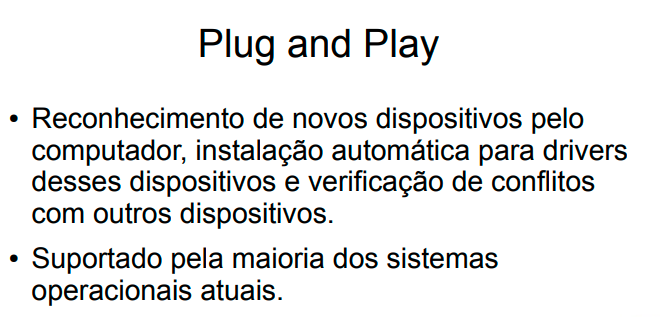 Plug and Play
• Reconhecimento de novos dispositivos pelo
computador, instalação automática para drivers
desses dispositivos e verificação de conflitos
com outros dispositivos.
• Suportado pela maioria dos sistemas
operacionais atuais.